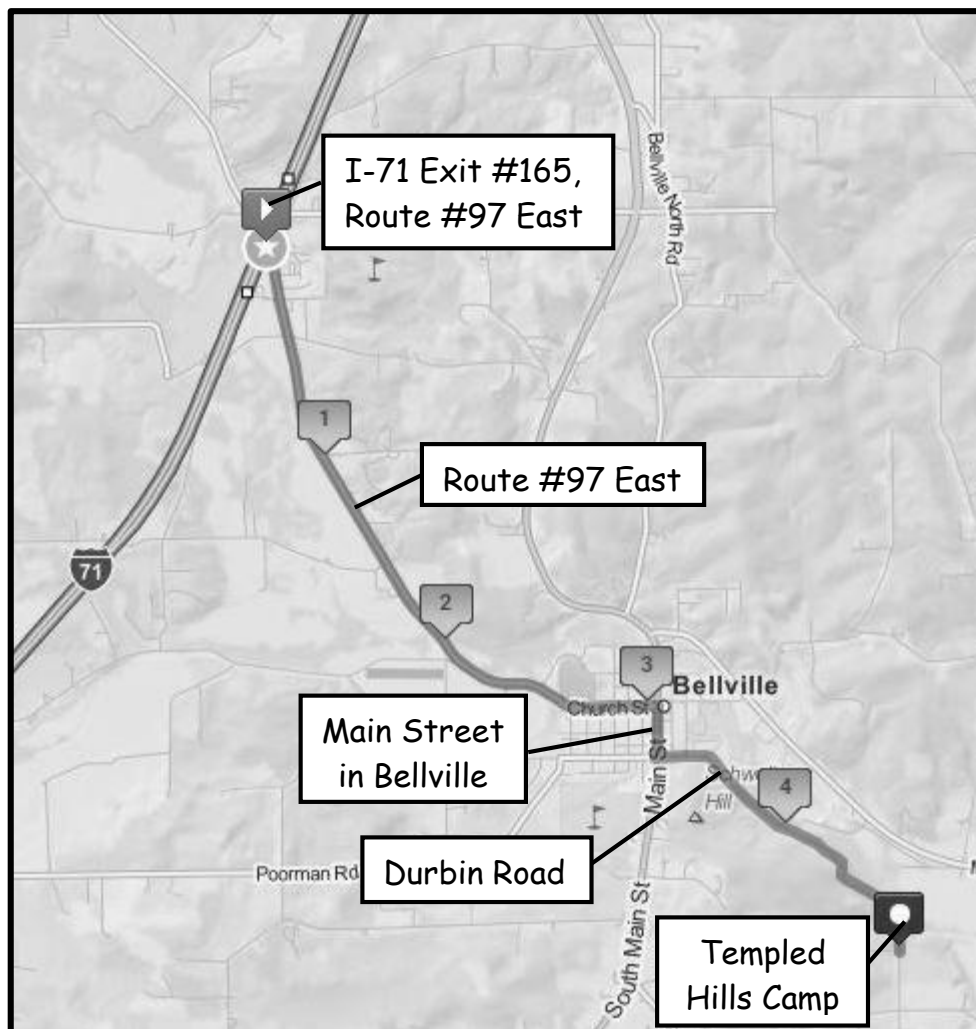 I-71 Exit #165,
Route #97 East
Bellville North Rd
1
Route #97 East
71
2
3
Bellville
Church St
Main Street
in Bellville
Main St
4
Hill
Durbin Road
Poorman Rd
South Main St
Templed
Hills Camp